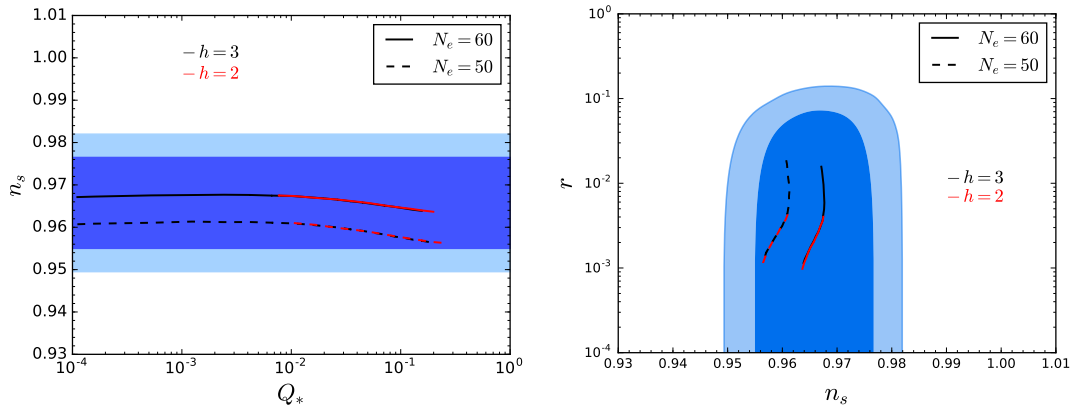 1.01
1.00
0.99
0.98
0.97
0.96
0.95
0.94
0.93
n_s
− h = 3
− h = 2
N_e = 60
N_e = 50
10^{-4}
10^{-3}
10^{-2}
10^{-1}
10^{0}
Q_*
10^{0}
10^{-1}
10^{-2}
10^{-3}
10^{-4}
r
N_e = 60
N_e = 50
− h = 3
− h = 2
0.93
0.94
0.95
0.96
0.97
0.98
0.99
1.00
1.01
n_s